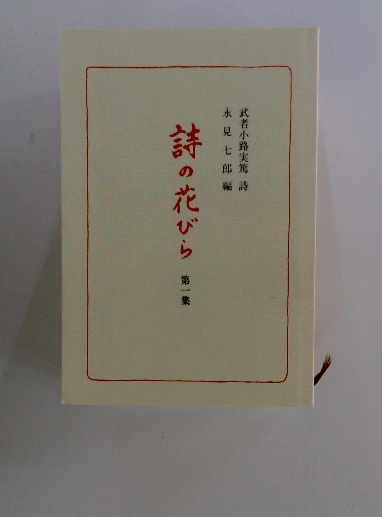 武者小路実篤 詩
永見七郎編
詩の花びら
第一集